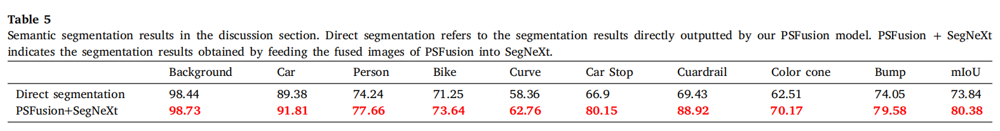 Table 5
Semantic segmentation results in the discussion section. Direct segmentation refers to the segmentation results directly outputted by our PSFusion model. PSFusion + SegNeXt
indicates the segmentation results obtained by feeding the fused images of PSFusion into SegNeXt.
Background Car Person Bike Curve Car Stop Cuardrail Color cone Bump mIoU
Direct segmentation 98.44 89.38 74.24 71.25 58.36 66.9 69.43 62.51 74.05 73.84
PSFusion+SegNeXt 98.73 91.81 77.66 73.64 62.76 80.15 88.92 70.17 79.58 80.38